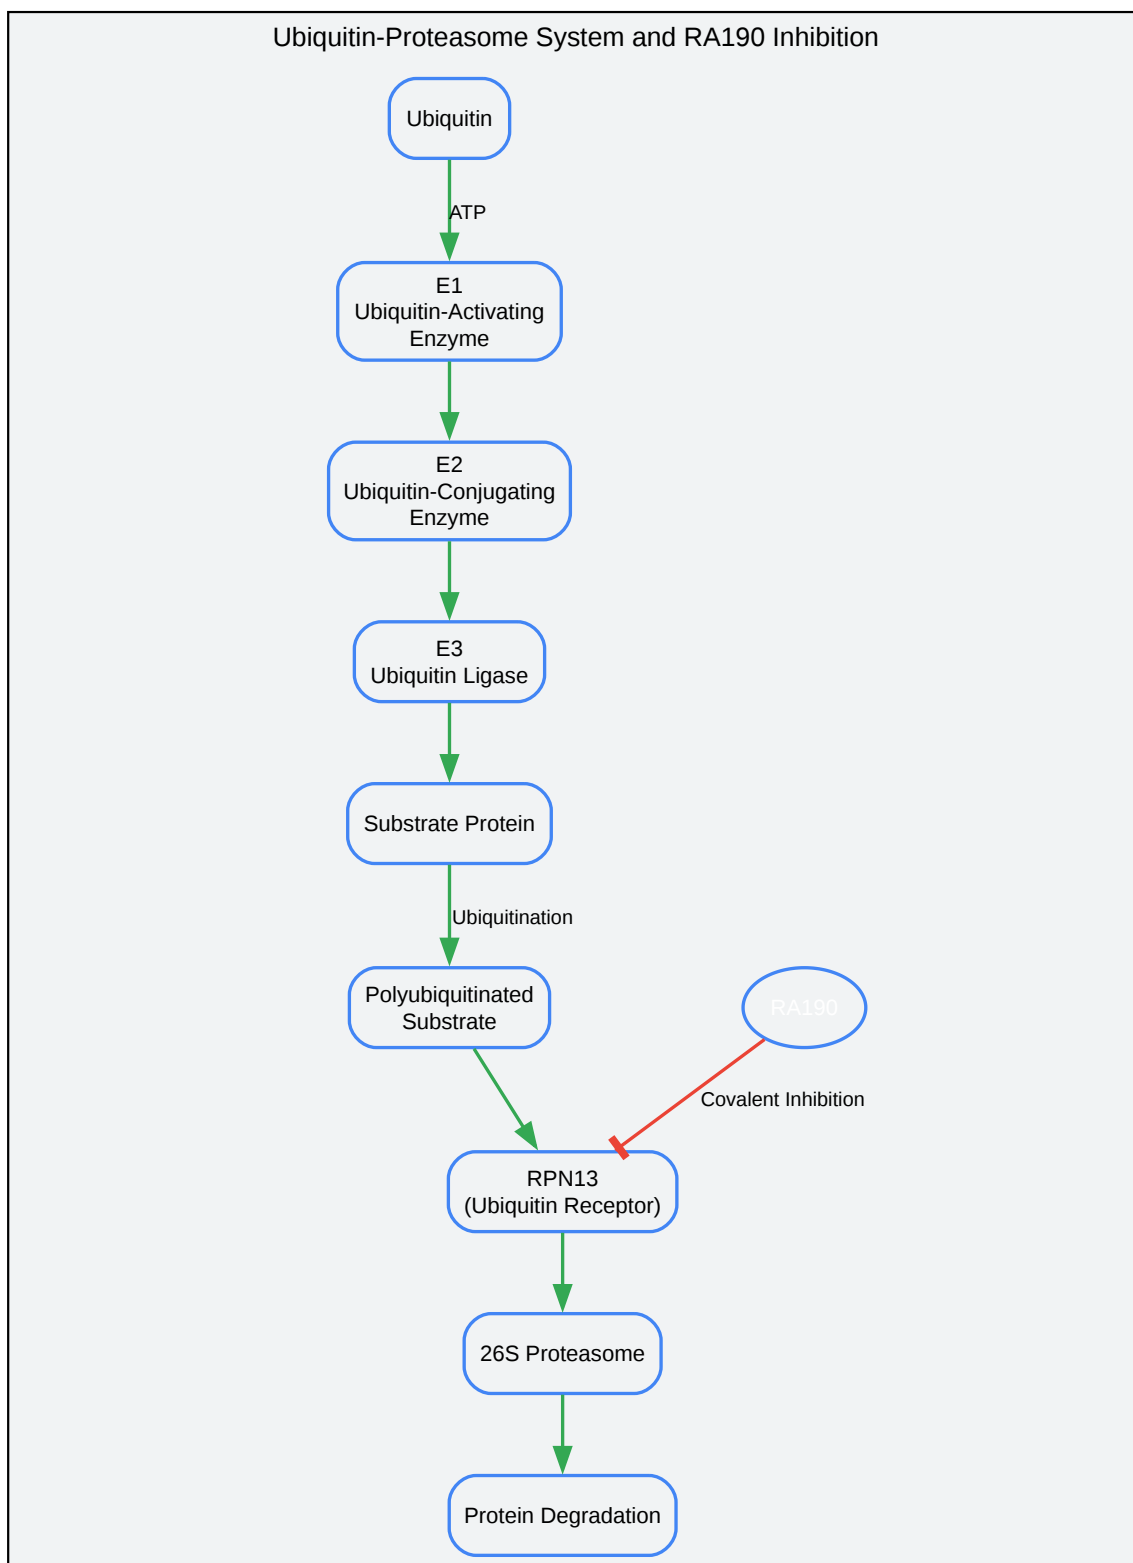 Ubiquitin-Proteasome System and RA190 Inhibition
Ubiquitin
ATP
E1
Ubiquitin-Activating
Enzyme
E2
Ubiquitin-Conjugating
Enzyme
E3
Ubiquitin Ligase
Substrate Protein
Ubiquitination
Polyubiquitinated
Substrate
RA190
Covalent Inhibition
RPN13
(Ubiquitin Receptor)
26S Proteasome
Protein Degradation